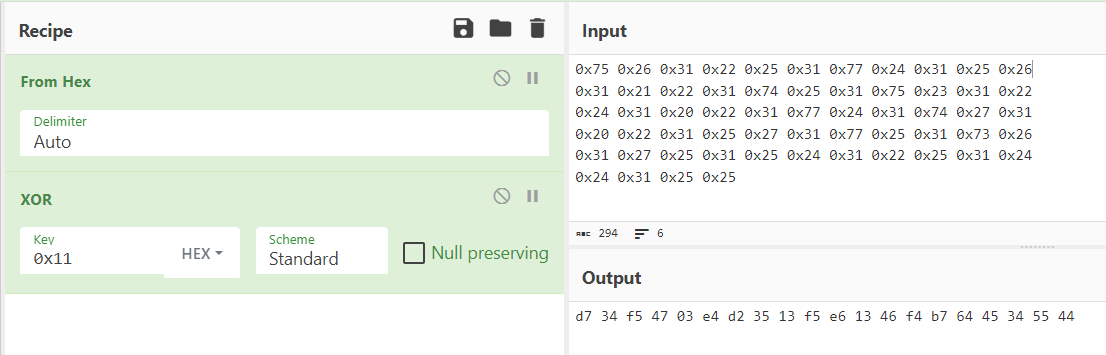 Recipe
From Hex
Delimiter
Auto
XOR
Key
0x11
HEX
Scheme
Standard
Null preserving
Input
0x75 0x26 0x31 0x22 0x25 0x31 0x77 0x24 0x31 0x25 0x26
0x31 0x21 0x22 0x31 0x74 0x25 0x31 0x75 0x23 0x31 0x22
0x24 0x31 0x20 0x22 0x31 0x77 0x24 0x31 0x74 0x27 0x31
0x20 0x22 0x31 0x25 0x27 0x31 0x77 0x25 0x31 0x73 0x26
0x31 0x27 0x25 0x31 0x25 0x24 0x31 0x22 0x25 0x31 0x24
0x24 0x31 0x25 0x25
ABC 294 6
Output
d7 34 f5 47 03 e4 d2 35 13 f5 e6 13 46 f4 b7 64 45 34 55 44